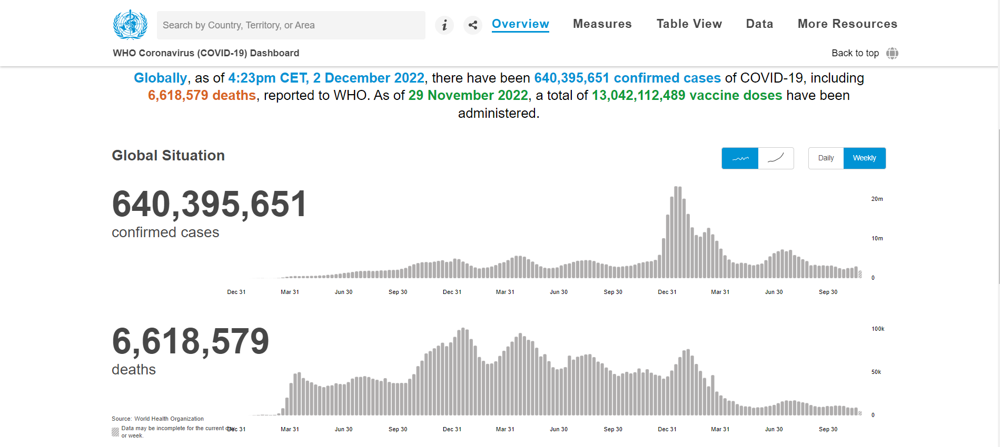 Search by Country, Territory, or Area
i
Overview
Measures
Table View
Data
More Resources
WHO Coronavirus (COVID-19) Dashboard
Back to top
Globally, as of 4:23pm CET, 2 December 2022, there have been 640,395,651 confirmed cases of COVID-19, including
6,618,579 deaths, reported to WHO. As of 29 November 2022, a total of 13,042,112,489 vaccine doses have been
administered.
Global Situation
Daily
Weekly
640,395,651
confirmed cases
20m
10m
0
Dec 31 Mar 31 Jun 30 Sep 30 Dec 31 Mar 31 Jun 30 Sep 30 Dec 31 Mar 31 Jun 30 Sep 30
6,618,579
deaths
100k
50k
0
Source: World Health Organization
Data may be incomplete for the current day
or week.
Dec 31 Mar 31 Jun 30 Sep 30 Dec 31 Mar 31 Jun 30 Sep 30 Dec 31 Mar 31 Jun 30 Sep 30